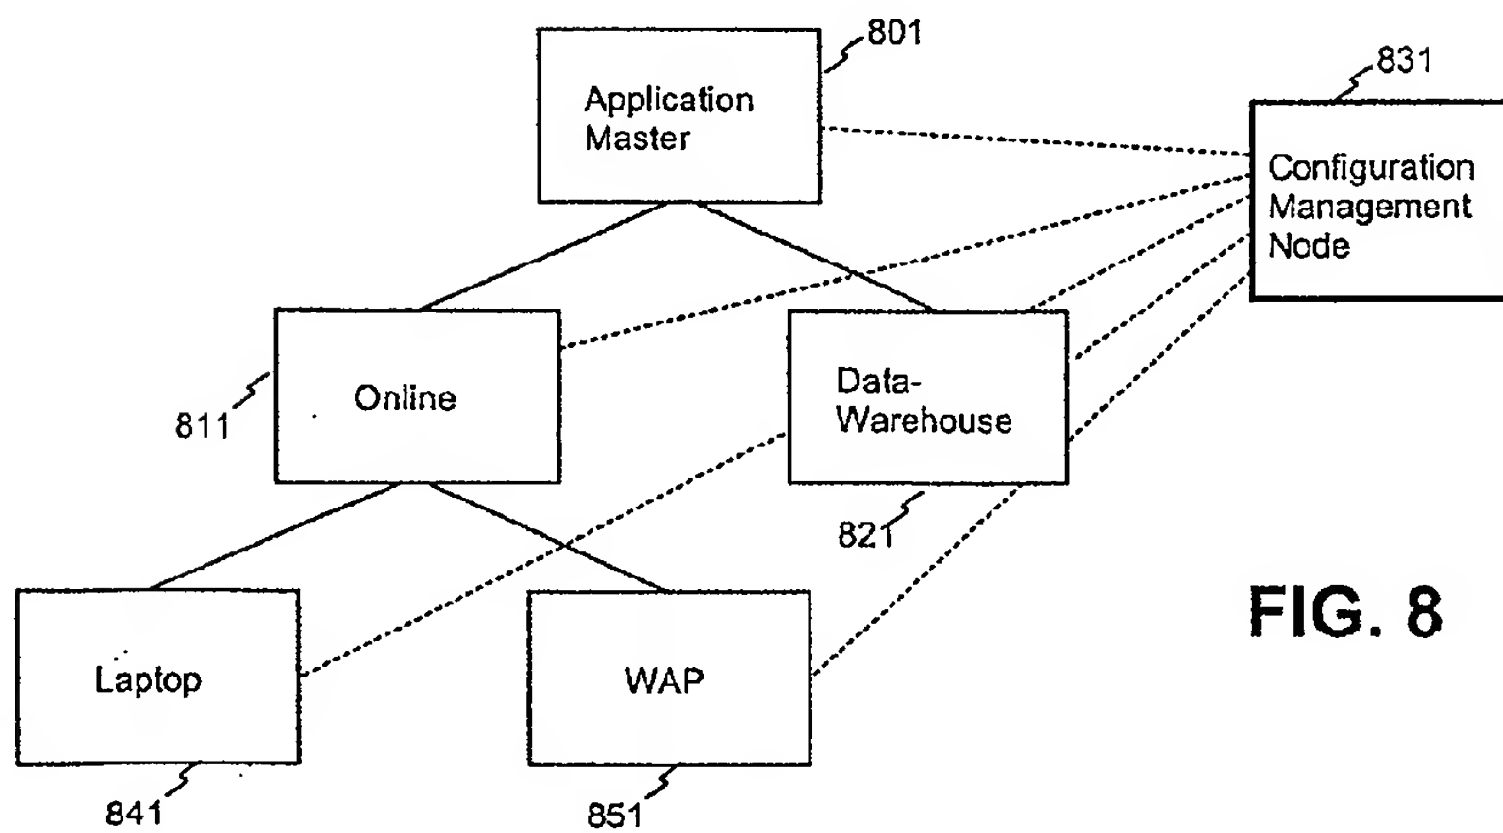 801
831
Application
Master
Configuration
Management
Node
811
Online
Data-
Warehouse
821
FIG. 8
Laptop
WAP
841
851